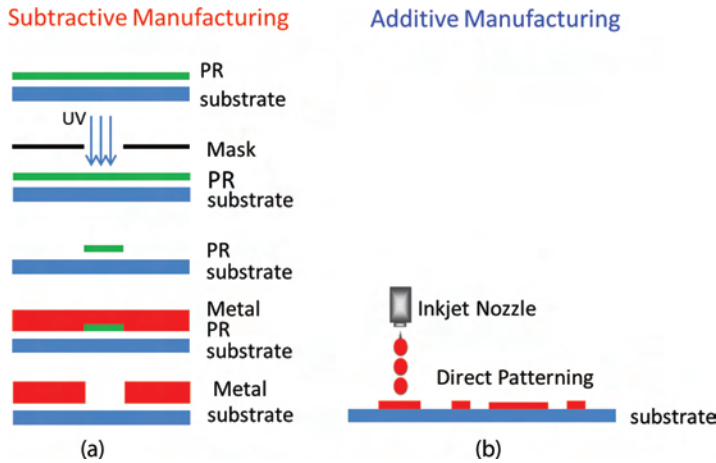 Subtractive Manufacturing
Additive Manufacturing
PR
substrate
UV
Mask
PR
substrate
PR
substrate
Metal
PR
substrate
Metal
substrate
(a)
Inkjet Nozzle
Direct Patterning
substrate
(b)